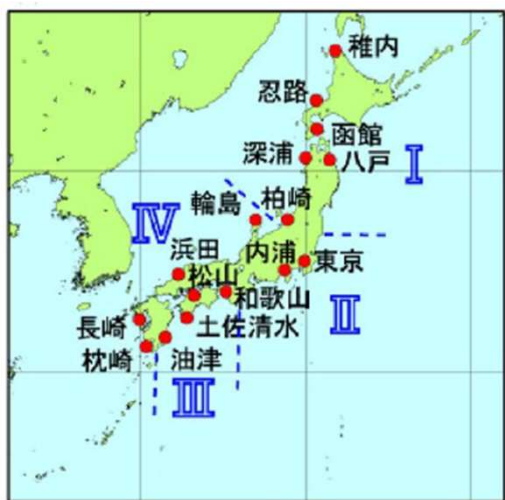 稚内
忍路
函館
深浦
八戸
I
輪島
柏崎
IV
浜田
内浦
東京
松山
和歌山
II
長崎
土佐清水
枕崎
油津
III